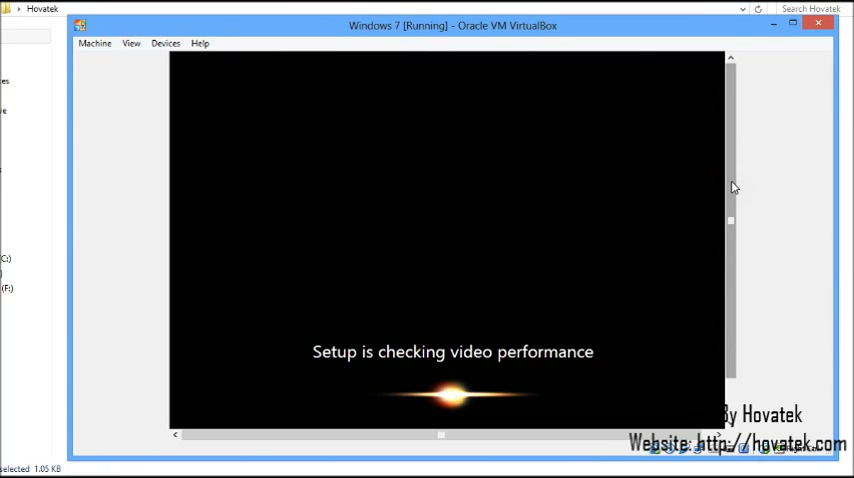 Hovatek
Search Hovatek
Windows 7 [Running] - Oracle VM VirtualBox
Machine View Devices Help
Setup is checking video performance
By Hovatek
Website: http://hovatek.com
(C:)
(F:)
selected 1.05 KB